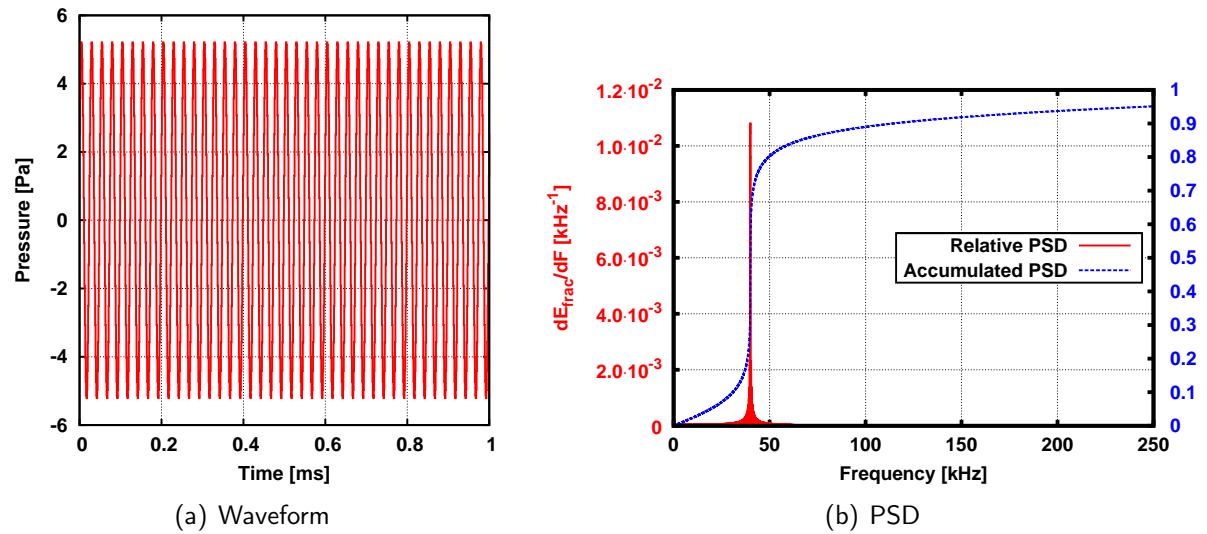 6
4
2
0
-2
-4
-6
Pressure [Pa]
0 0.2 0.4 0.6 0.8 1
Time [ms]
(a) Waveform
1.2·10⁻²
1.0·10⁻²
8.0·10⁻³
6.0·10⁻³
4.0·10⁻³
2.0·10⁻³
0
dE_frac/dF [kHz⁻¹]
Relative PSD
Accumulated PSD
1
0.9
0.8
0.7
0.6
0.5
0.4
0.3
0.2
0.1
0
0 50 100 150 200 250
Frequency [kHz]
(b) PSD